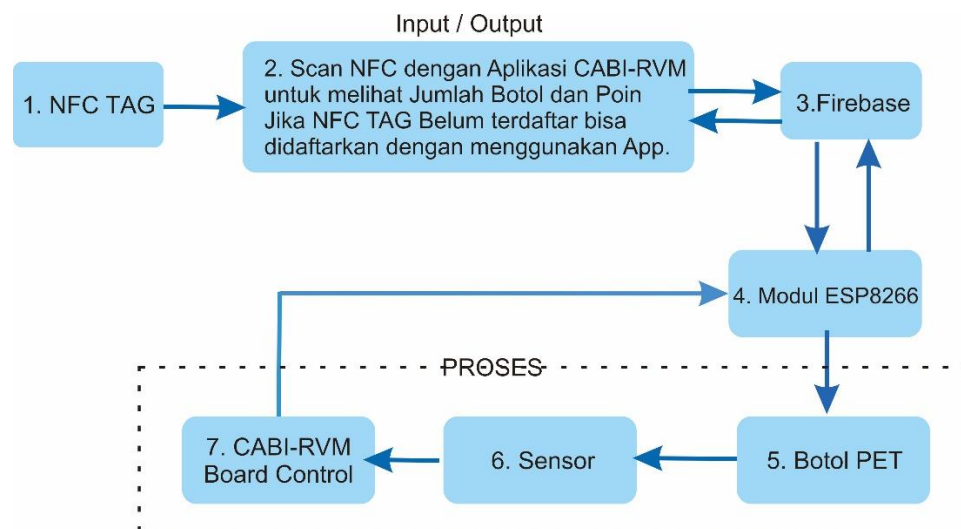 Input / Output
1. NFC TAG
2. Scan NFC dengan Aplikasi CABI-RVM
untuk melihat Jumlah Botol dan Poin
Jika NFC TAG Belum terdaftar bisa
didaftarkan dengan menggunakan App.
3.Firebase
4. Modul ESP8266
PROSES
7. CABI-RVM
Board Control
6. Sensor
5. Botol PET